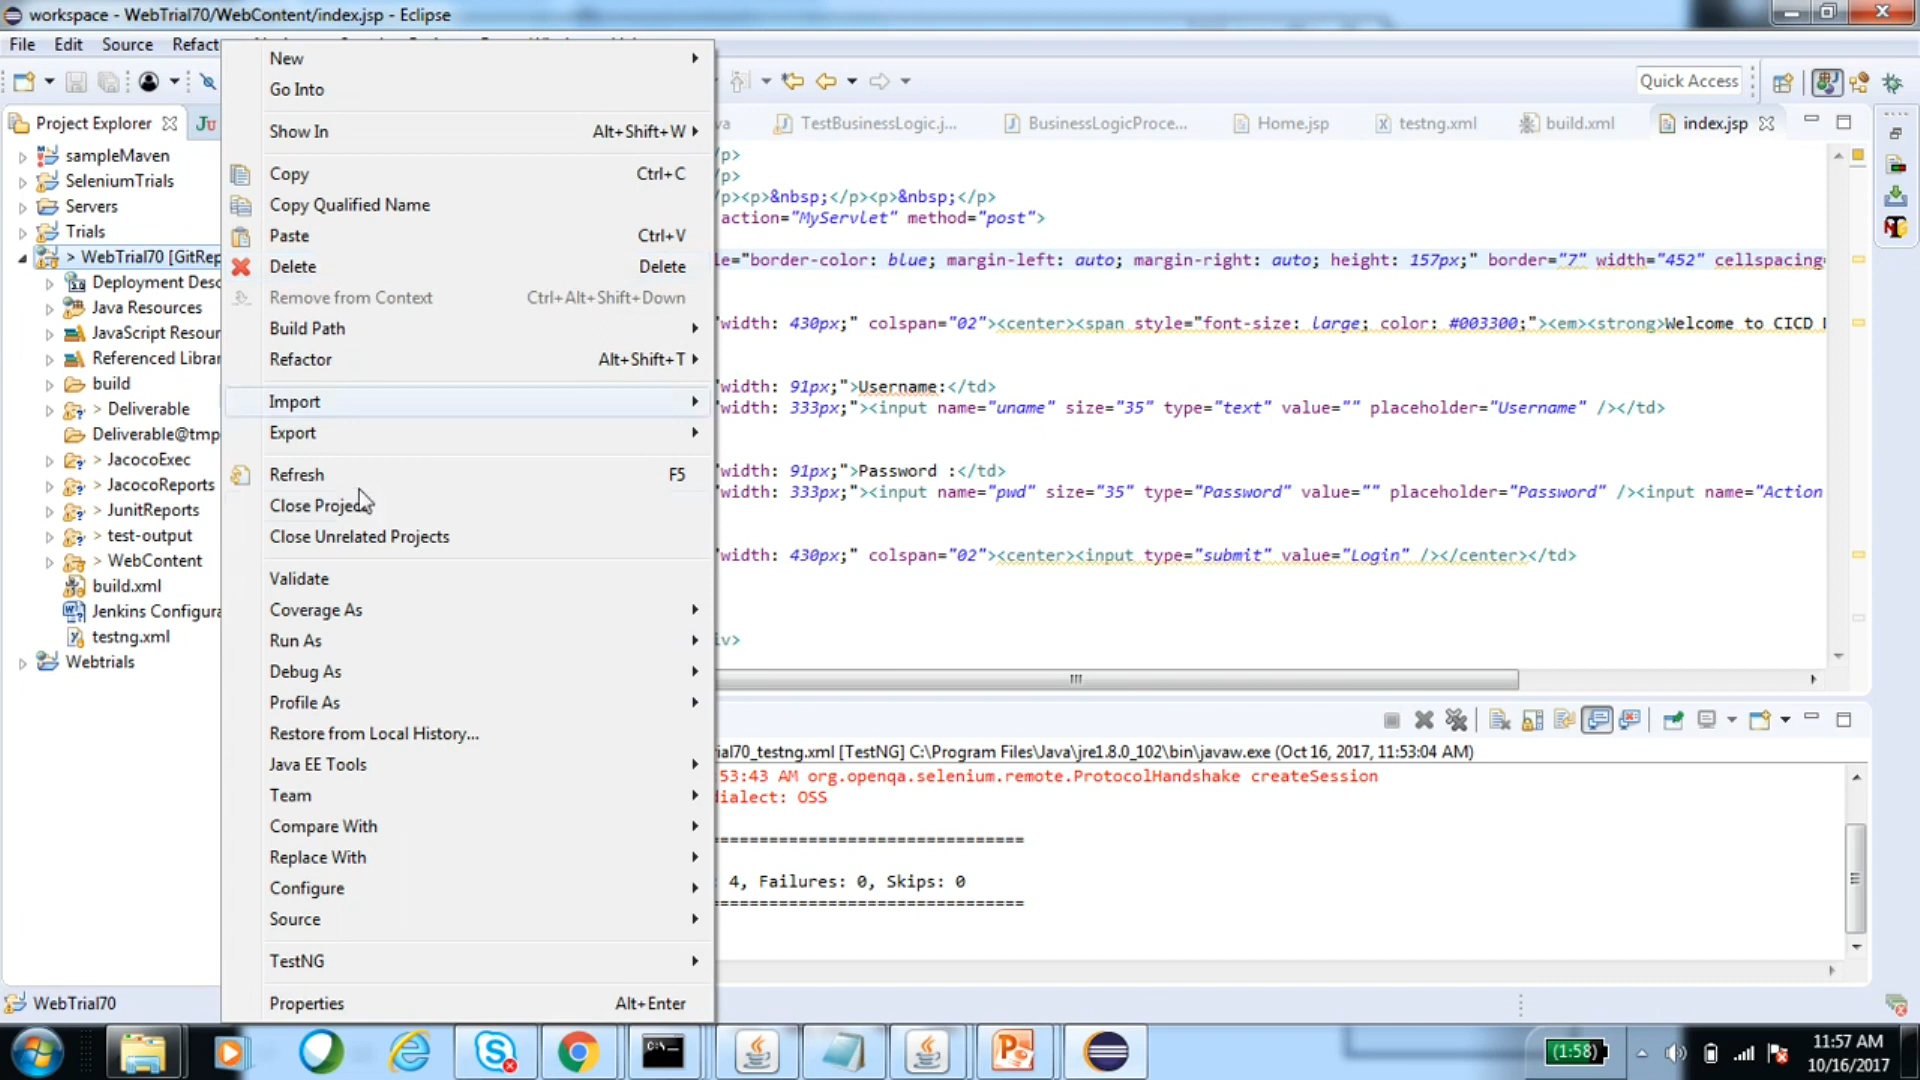 workspace - WebTrial70/WebContent/index.jsp - Eclipse
File Edit Source Refact
Quick Access
Project Explorer
Ju
va
TestBusinessLogic.j...
BusinessLogicProce...
Home.jsp
testng.xml
build.xml
index.jsp
sampleMaven
SeleniumTrials
Servers
Trials
> WebTrial70 [GitRep
Deployment Desc
Java Resources
JavaScript Resour
Referenced Librar
build
> Deliverable
Deliverable@tmp
> JacocoExec
> JacocoReports
> JunitReports
> test-output
> WebContent
build.xml
Jenkins Configura
testng.xml
Webtrials
New
Go Into
Show In Alt+Shift+W
Copy Ctrl+C
Copy Qualified Name
Paste Ctrl+V
Delete Delete
Remove from Context Ctrl+Alt+Shift+Down
Build Path
Refactor Alt+Shift+T
Import
Export
Refresh F5
Close Project
Close Unrelated Projects
Validate
Coverage As
Run As
Debug As
Profile As
Restore from Local History...
Java EE Tools
Team
Compare With
Replace With
Configure
Source
TestNG
Properties Alt+Enter
/p>
/p>
/p><p>&nbsp;</p><p>&nbsp;</p>
action="MyServlet" method="post">
le="border-color: blue; margin-left: auto; margin-right: auto; height: 157px;" border="7" width="452" cellspacing=
"width: 430px;" colspan="02"><center><span style="font-size: large; color: #003300;"><em><strong>Welcome to CICD
"width: 91px;">Username:</td>
"width: 333px;"><input name="uname" size="35" type="text" value="" placeholder="Username" /></td>
"width: 91px;">Password :</td>
"width: 333px;"><input name="pwd" size="35" type="Password" value="" placeholder="Password" /><input name="Action
"width: 430px;" colspan="02"><center><input type="submit" value="Login" /></center></td>
iv>
rial70_testng.xml [TestNG] C:\Program Files\Java\jre1.8.0_102\bin\javaw.exe (Oct 16, 2017, 11:53:04 AM)
53:43 AM org.openqa.selenium.remote.ProtocolHandshake createSession
dialect: OSS
===============================
: 4, Failures: 0, Skips: 0
===============================
WebTrial70
(1:58)
11:57 AM
10/16/2017